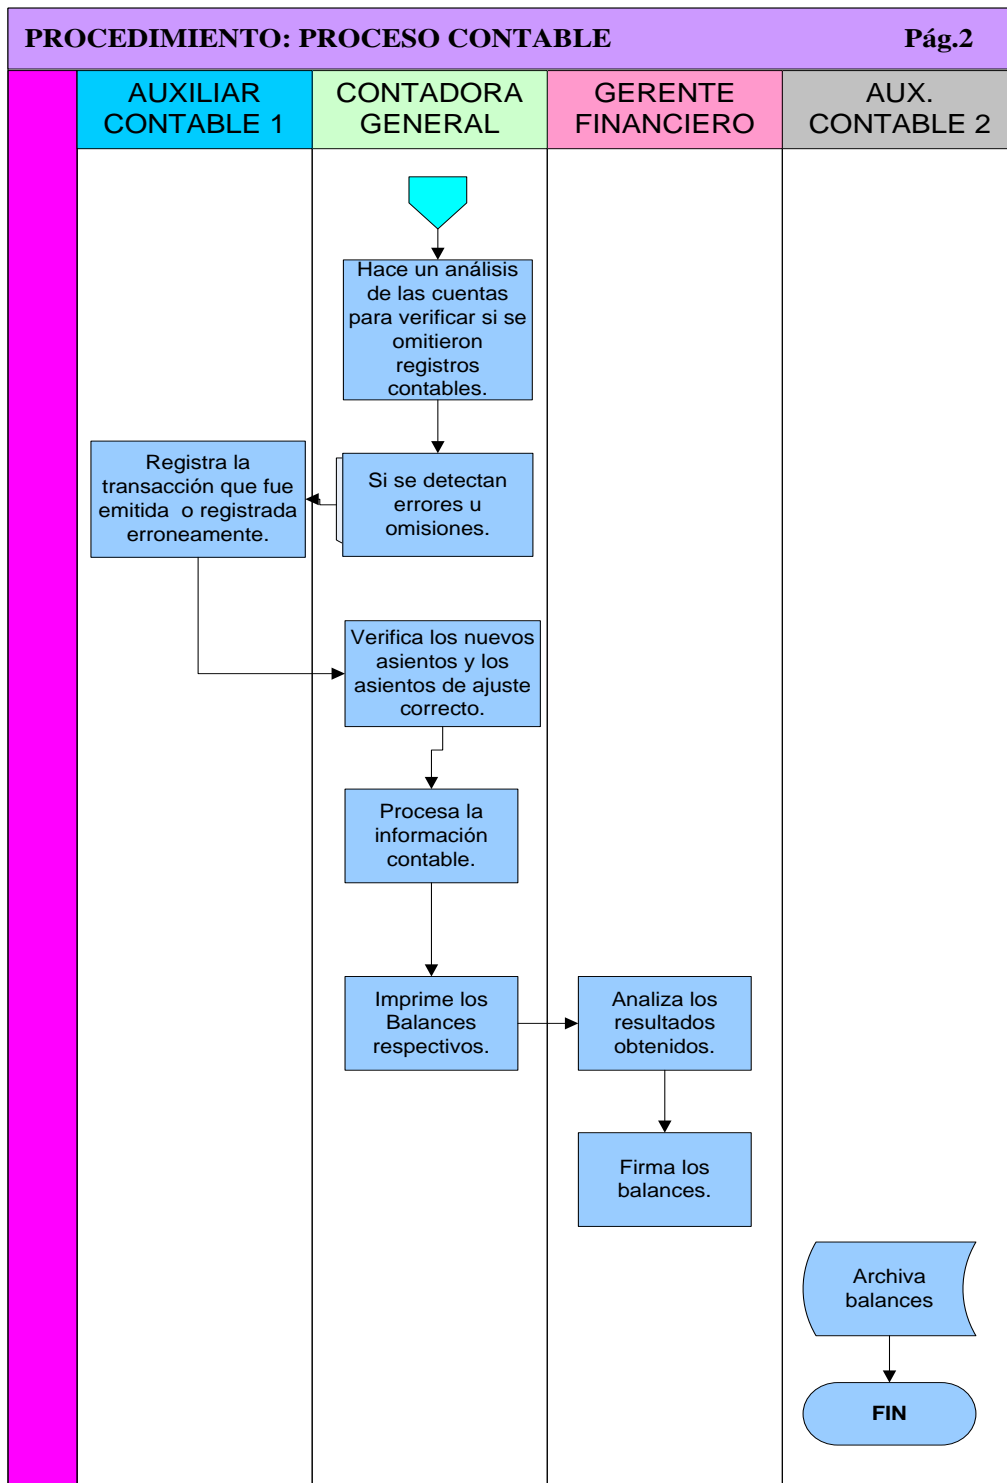 PROCEDIMIENTO: PROCESO CONTABLE Pág.2
AUXILIAR
CONTABLE 1
CONTADORA
GENERAL
GERENTE
FINANCIERO
AUX.
CONTABLE 2
Hace un análisis
de las cuentas
para verificar si se
omitieron
registros
contables.
Si se detectan
errores u
omisiones.
Registra la
transacción que fue
emitida o registrada
erroneamente.
Verifica los nuevos
asientos y los
asientos de ajuste
correcto.
Procesa la
información
contable.
Imprime los
Balances
respectivos.
Analiza los
resultados
obtenidos.
Firma los
balances.
Archiva
balances
FIN